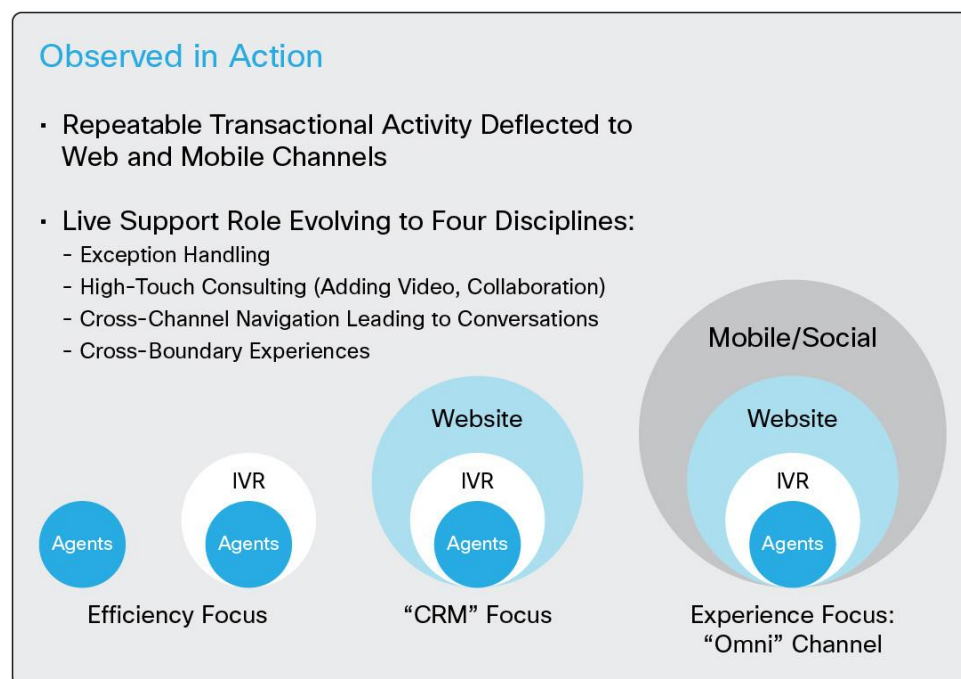 Observed in Action
· Repeatable Transactional Activity Deflected to
Web and Mobile Channels
· Live Support Role Evolving to Four Disciplines:
- Exception Handling
- High-Touch Consulting (Adding Video, Collaboration)
- Cross-Channel Navigation Leading to Conversations
- Cross-Boundary Experiences
Agents
IVR
Agents
Efficiency Focus
Website
IVR
Agents
“CRM” Focus
Mobile/Social
Website
IVR
Agents
Experience Focus:
“Omni” Channel